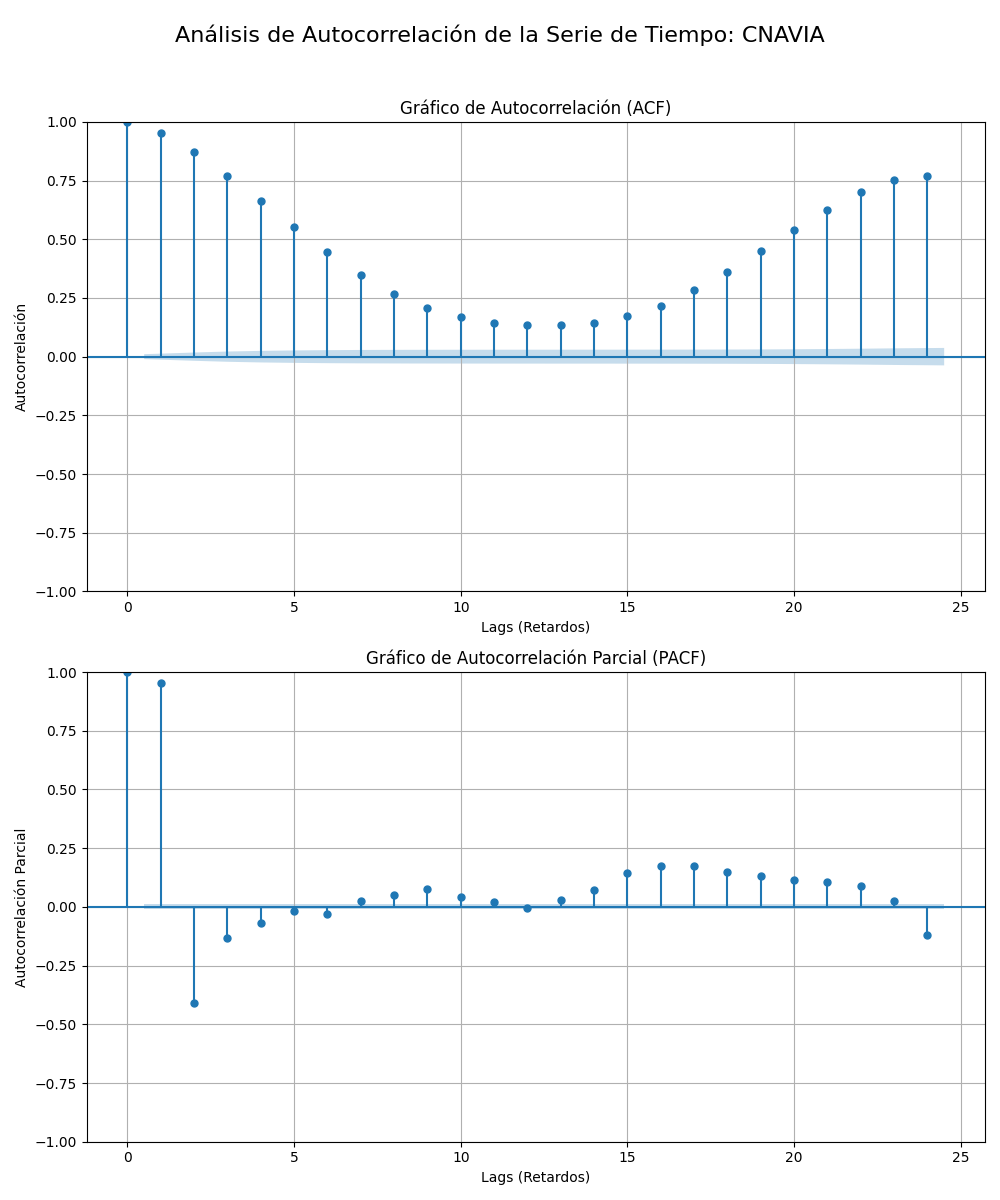 Análisis de Autocorrelación de la Serie de Tiempo: CNAVIA
Gráfico de Autocorrelación (ACF)
1.00
0.75
0.50
0.25
0.00
−0.25
−0.50
−0.75
−1.00
Autocorrelación
0 5 10 15 20 25
Lags (Retardos)
Gráfico de Autocorrelación Parcial (PACF)
1.00
0.75
0.50
0.25
0.00
−0.25
−0.50
−0.75
−1.00
Autocorrelación Parcial
0 5 10 15 20 25
Lags (Retardos)